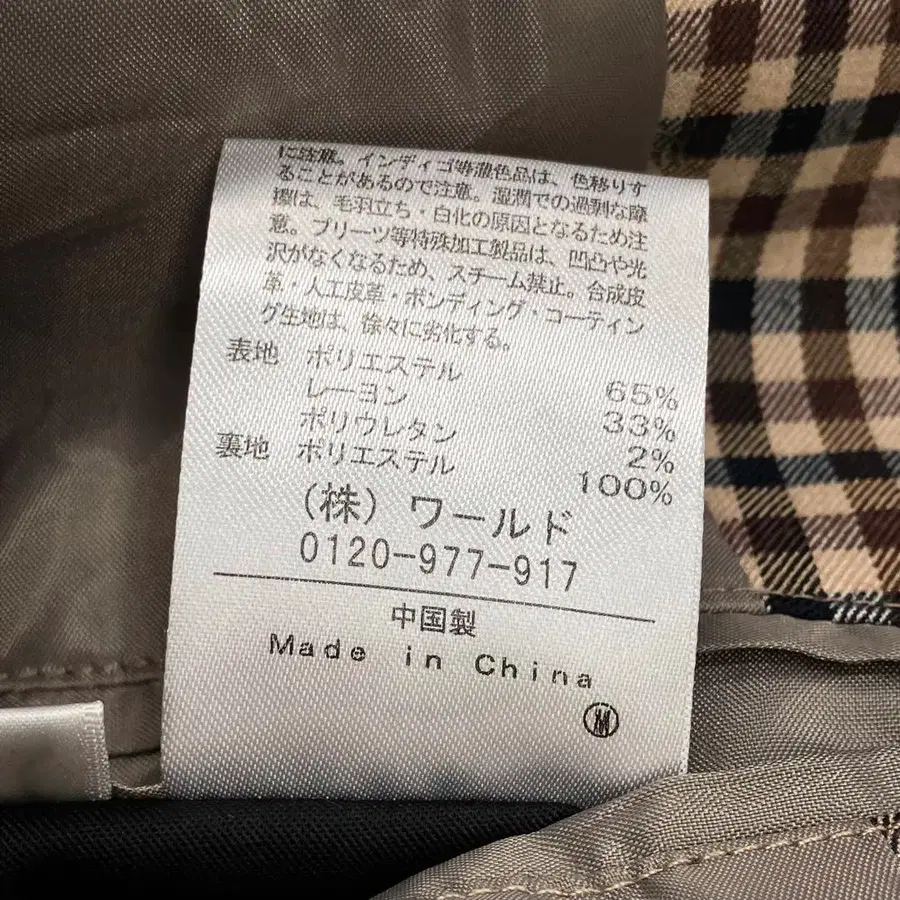 に注意。インディゴ等濃色品は、色移りす
ることがあるので注意。湿潤での過剰な摩
擦は、毛羽立ち・白化の原因となるため注
意。プリーツ等特殊加工製品は、凹凸や光
沢がなくなるため、スチーム禁止。合成皮
革・人工皮革・ボンディング・コーティン
グ生地は、徐々に劣化する。
表地 ポリエステル 65%
レーヨン 33%
ポリウレタン 2%
裏地 ポリエステル 100%
(株) ワールド
0120-977-917
中国製
Made in China
M